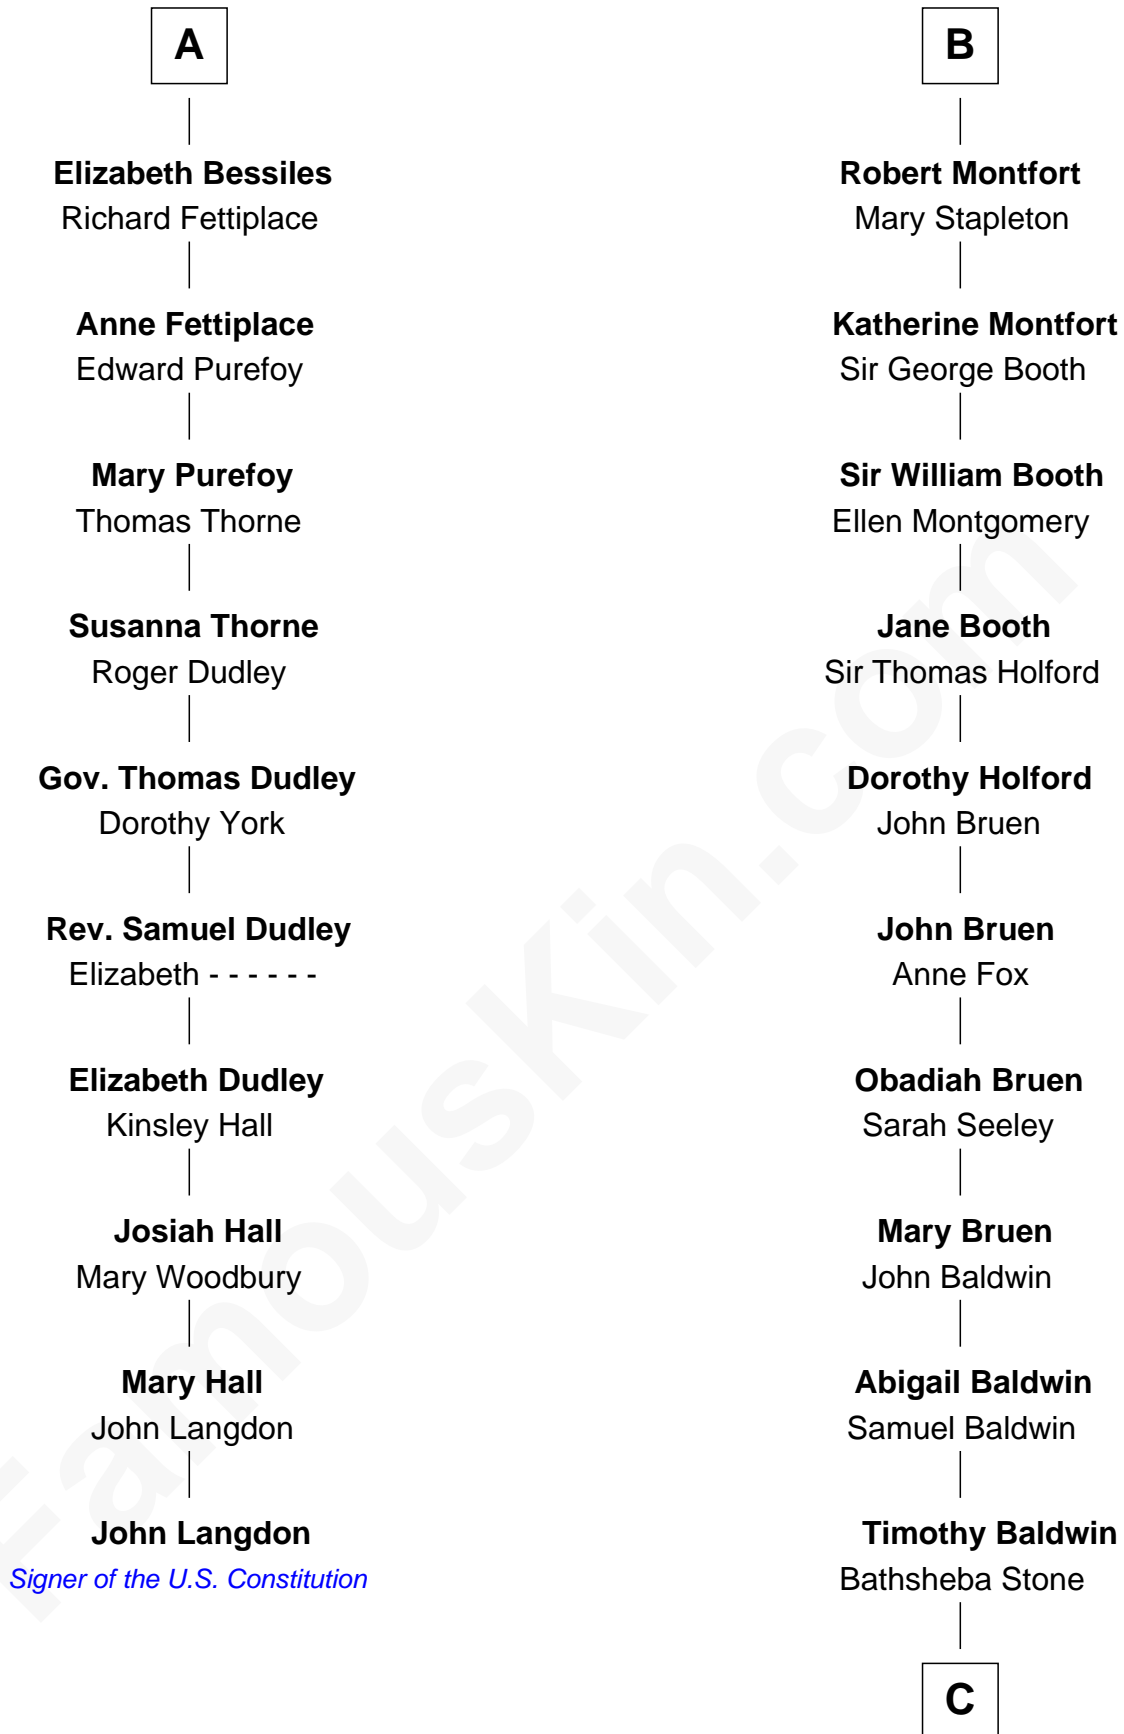 A
Elizabeth Bessiles
Richard Fettiplace
Anne Fettiplace
Edward Purefoy
Mary Purefoy
Thomas Thorne
Susanna Thorne
Roger Dudley
Gov. Thomas Dudley
Dorothy York
Rev. Samuel Dudley
Elizabeth - - - - - -
Elizabeth Dudley
Kinsley Hall
Josiah Hall
Mary Woodbury
Mary Hall
John Langdon
John Langdon
Signer of the U.S. Constitution
B
Robert Montfort
Mary Stapleton
Katherine Montfort
Sir George Booth
Sir William Booth
Ellen Montgomery
Jane Booth
Sir Thomas Holford
Dorothy Holford
John Bruen
John Bruen
Anne Fox
Obadiah Bruen
Sarah Seeley
Mary Bruen
John Baldwin
Abigail Baldwin
Samuel Baldwin
Timothy Baldwin
Bathsheba Stone
C
FamousKin.com